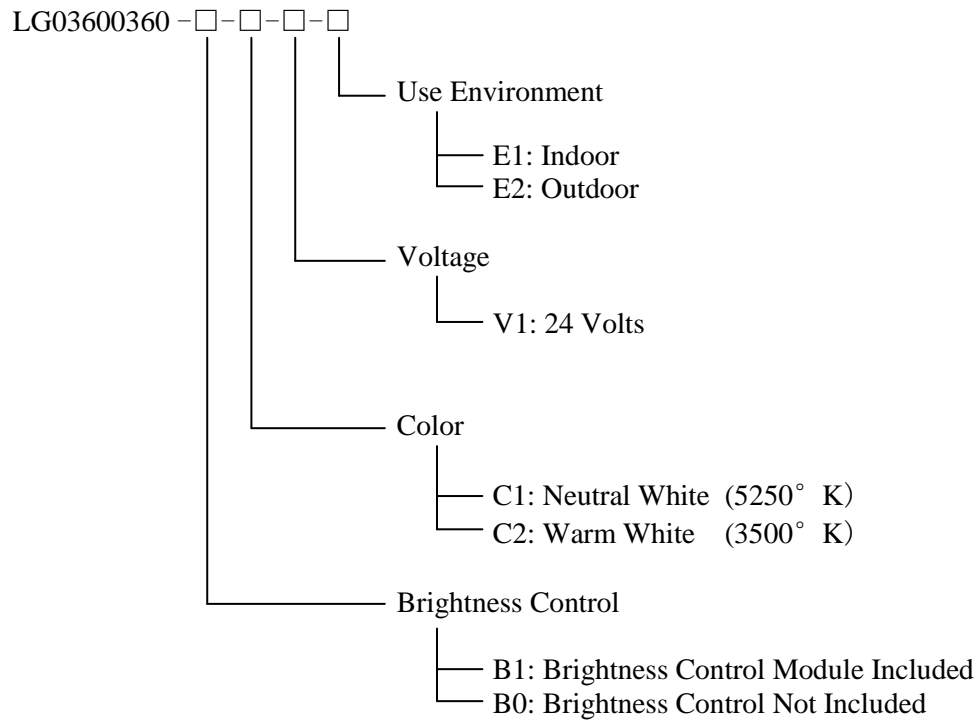 LG03600360 -□-□-□-□
Use Environment
E1: Indoor
E2: Outdoor
Voltage
V1: 24 Volts
Color
C1: Neutral White (5250° K）
C2: Warm White (3500° K）
Brightness Control
B1: Brightness Control Module Included
B0: Brightness Control Not Included